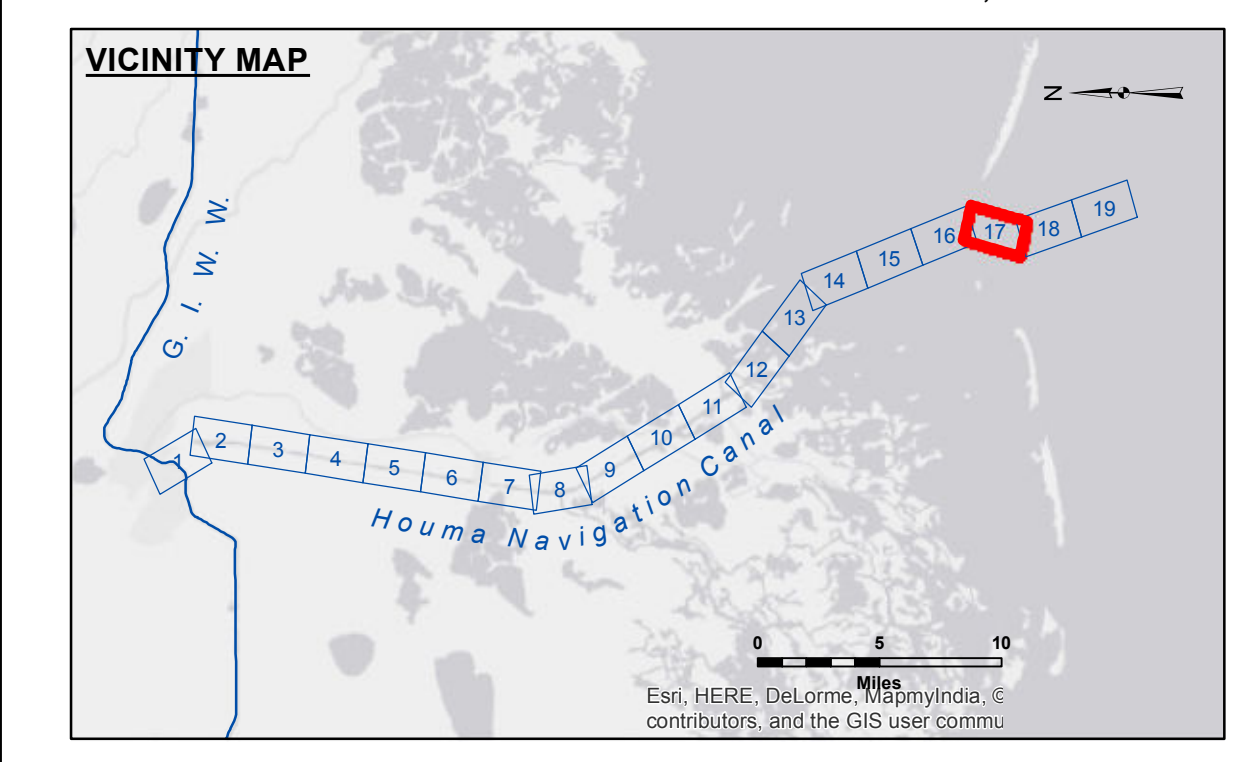 VICINITY MAP
N
G. I. W. W.
1
2
3
4
5
6
7
8
9
10
11
12
13
14
15
16
17
18
19
Houma Navigation Canal
0 5 10
Miles
Esri, HERE, DeLorme, MapmyIndia, ©
contributors, and the GIS user commu